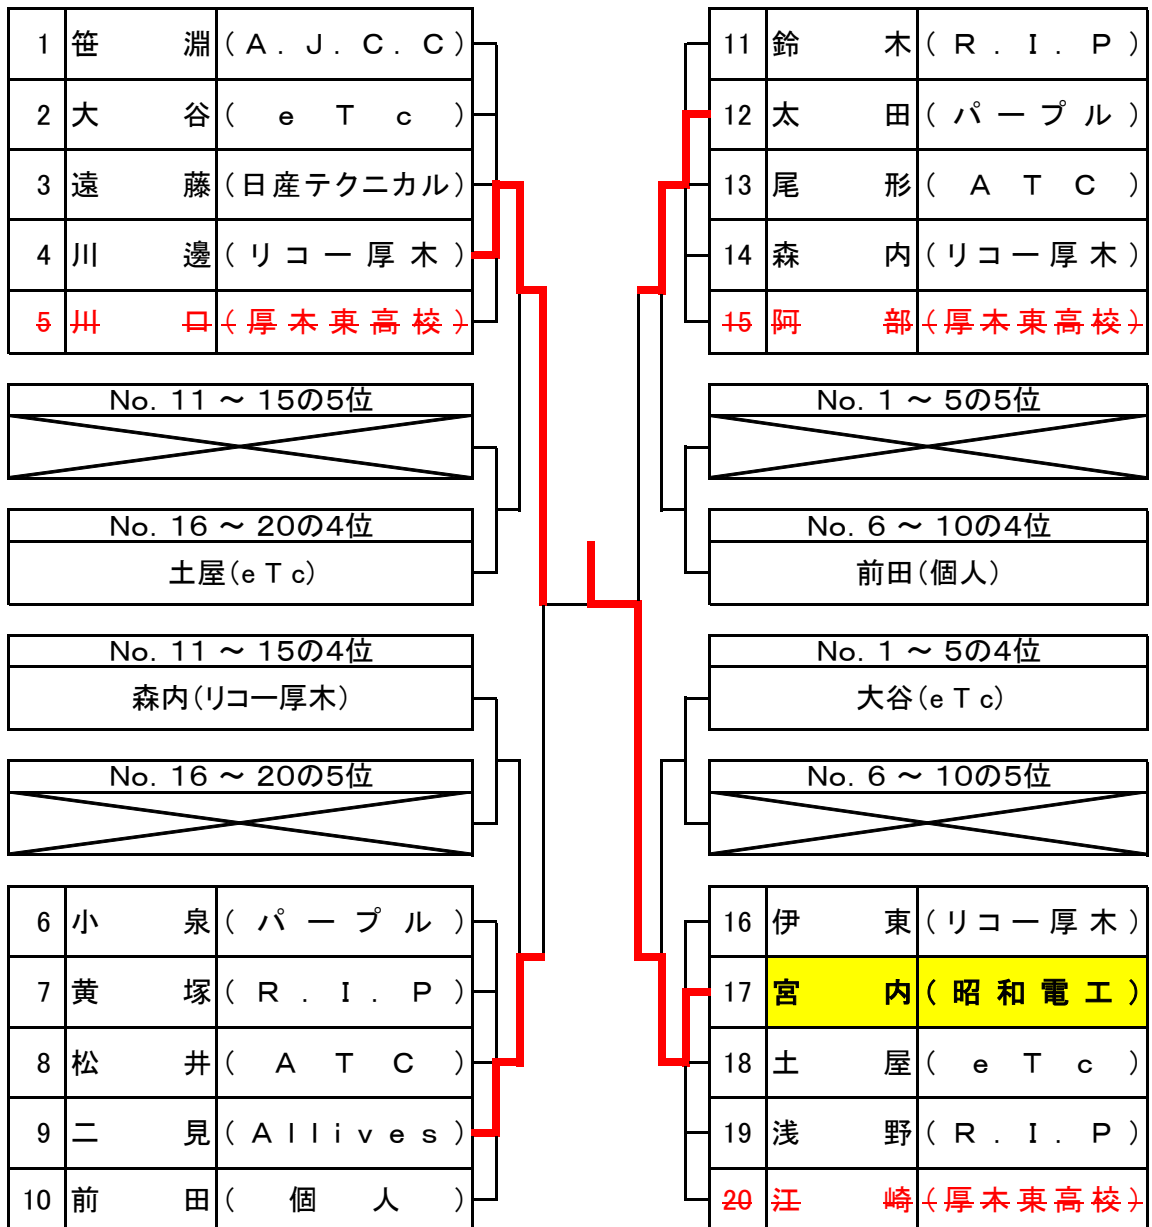 1 笹淵(A.J.C.C)
2 大谷(eTc)
3 遠藤(日産テクニカル)
4 川邊(リコー厚木)
5 川口(厚木東高校)
No. 11 ~ 15の5位
No. 16 ~ 20の4位
土屋(eTc)
No. 11 ~ 15の4位
森内(リコー厚木)
No. 16 ~ 20の5位
6 小泉(パープル)
7 黄塚(R.I.P)
8 松井(ATC)
9 二見(Allives)
10 前田(個人)
11 鈴木(R.I.P)
12 太田(パープル)
13 尾形(ATC)
14 森内(リコー厚木)
15 阿部(厚木東高校)
No. 1 ~ 5の5位
No. 6 ~ 10の4位
前田(個人)
No. 1 ~ 5の4位
大谷(eTc)
No. 6 ~ 10の5位
16 伊東(リコー厚木)
17 宮内(昭和電工)
18 土屋(eTc)
19 浅野(R.I.P)
20 江崎(厚木東高校)